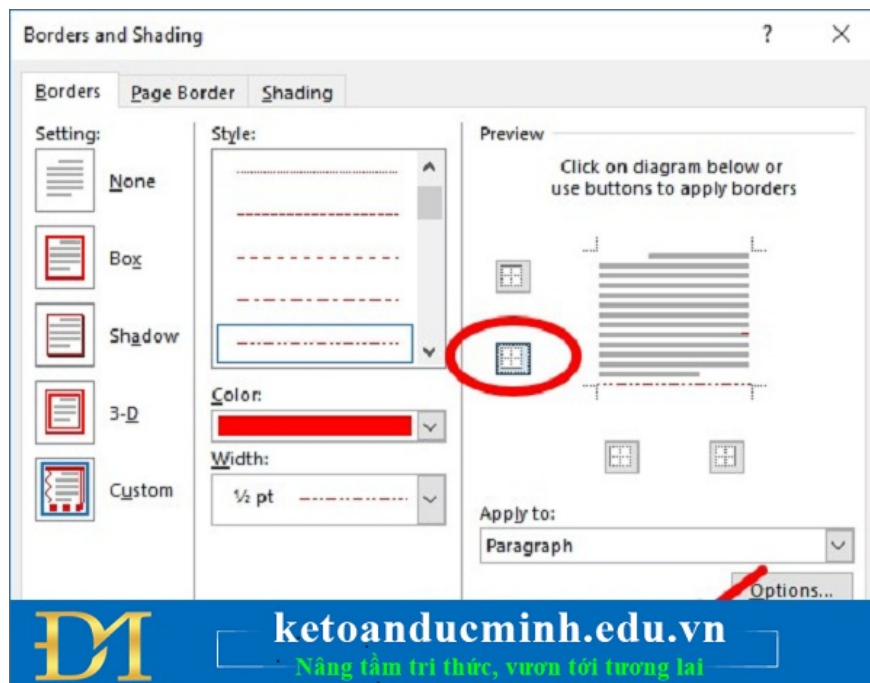 Borders and Shading ? ×
Borders Page Border Shading
Setting:
None
Box
Shadow
3-D
Custom
Style:
Color:
Width:
½ pt
Preview
Click on diagram below or
use buttons to apply borders
Apply to:
Paragraph
Options...
ĐM
ketoanducminh.edu.vn
Nâng tầm tri thức, vươn tới tương lai